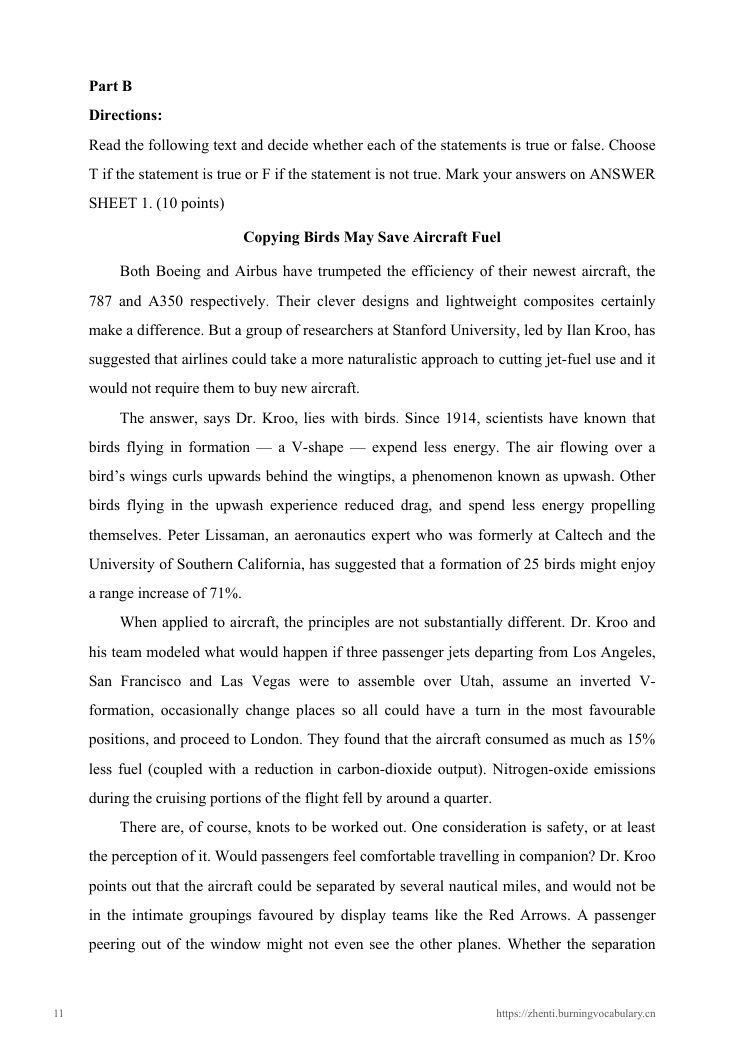 Part B
Directions:
Read the following text and decide whether each of the statements is true or false. Choose
T if the statement is true or F if the statement is not true. Mark your answers on ANSWER
SHEET 1. (10 points)
Copying Birds May Save Aircraft Fuel
Both Boeing and Airbus have trumpeted the efficiency of their newest aircraft, the
787 and A350 respectively. Their clever designs and lightweight composites certainly
make a difference. But a group of researchers at Stanford University, led by Ilan Kroo, has
suggested that airlines could take a more naturalistic approach to cutting jet-fuel use and it
would not require them to buy new aircraft.
The answer, says Dr. Kroo, lies with birds. Since 1914, scientists have known that
birds flying in formation — a V-shape — expend less energy. The air flowing over a
bird’s wings curls upwards behind the wingtips, a phenomenon known as upwash. Other
birds flying in the upwash experience reduced drag, and spend less energy propelling
themselves. Peter Lissaman, an aeronautics expert who was formerly at Caltech and the
University of Southern California, has suggested that a formation of 25 birds might enjoy
a range increase of 71%.
When applied to aircraft, the principles are not substantially different. Dr. Kroo and
his team modeled what would happen if three passenger jets departing from Los Angeles,
San Francisco and Las Vegas were to assemble over Utah, assume an inverted V-
formation, occasionally change places so all could have a turn in the most favourable
positions, and proceed to London. They found that the aircraft consumed as much as 15%
less fuel (coupled with a reduction in carbon-dioxide output). Nitrogen-oxide emissions
during the cruising portions of the flight fell by around a quarter.
There are, of course, knots to be worked out. One consideration is safety, or at least
the perception of it. Would passengers feel comfortable travelling in companion? Dr. Kroo
points out that the aircraft could be separated by several nautical miles, and would not be
in the intimate groupings favoured by display teams like the Red Arrows. A passenger
peering out of the window might not even see the other planes. Whether the separation
11
https://zhenti.burningvocabulary.cn